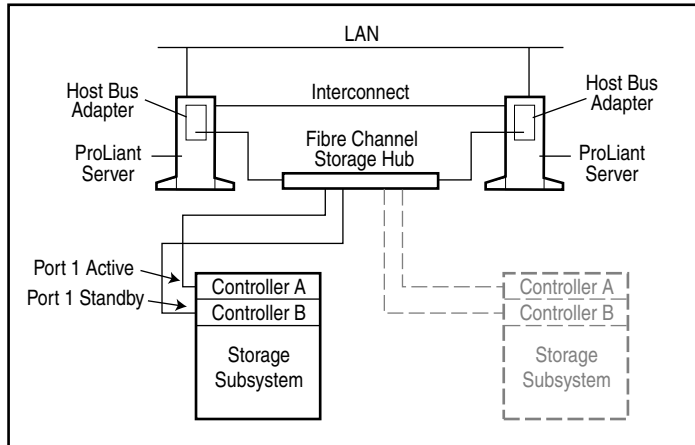 LAN
Host Bus
Adapter
Interconnect
Host Bus
Adapter
ProLiant
Server
Fibre Channel
Storage Hub
ProLiant
Server
Port 1 Active
Port 1 Standby
Controller A
Controller B
Storage
Subsystem
Controller A
Controller B
Storage
Subsystem